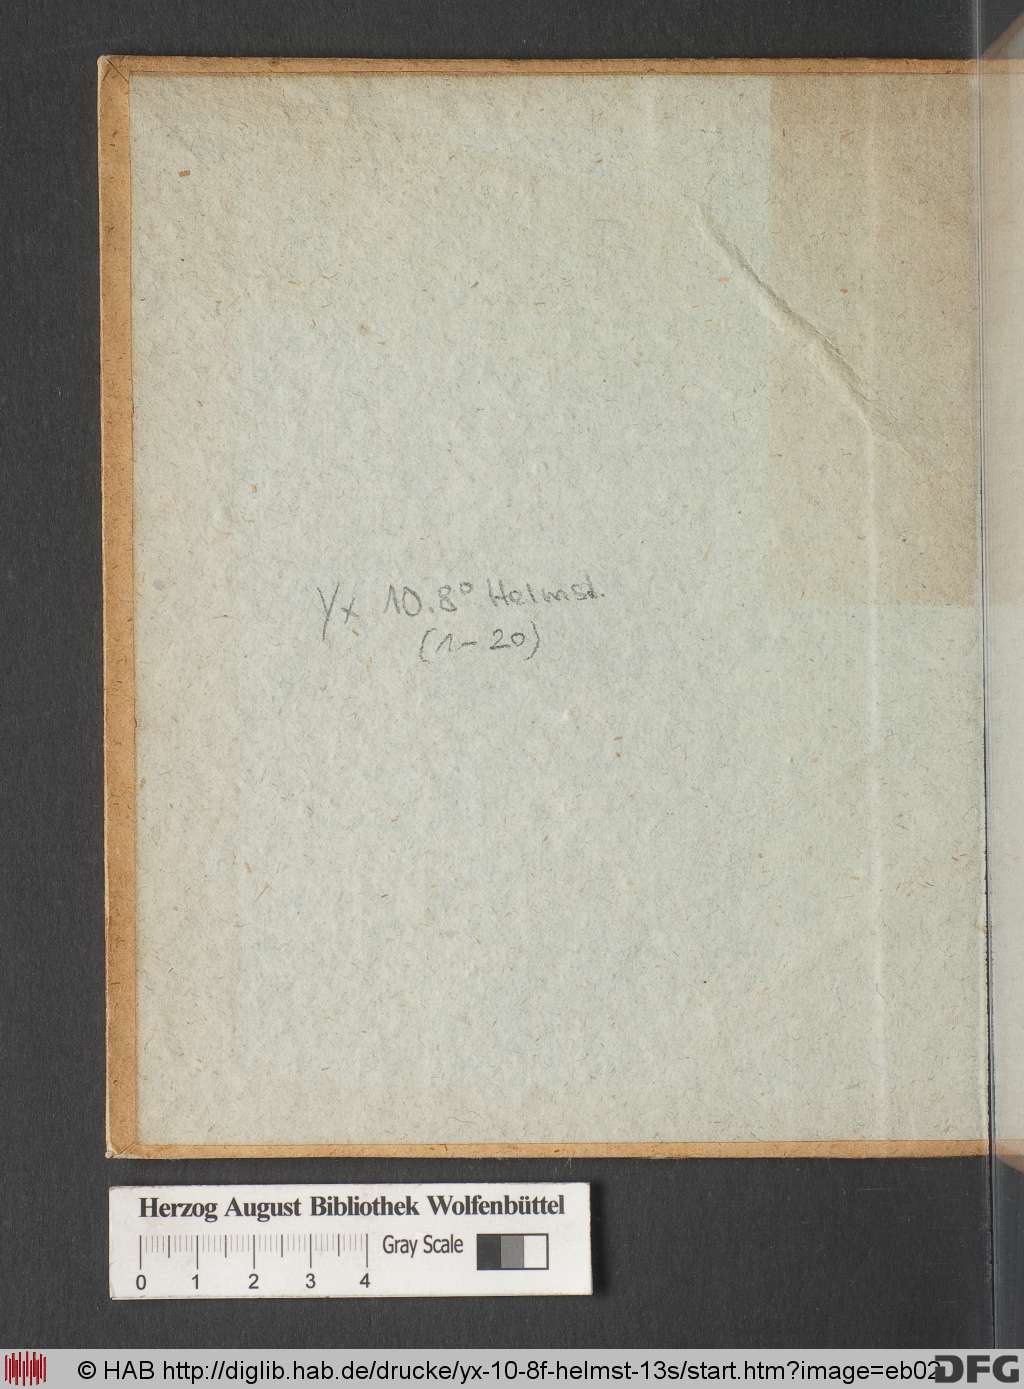 Yx 10.8° Helmst.
(1-20)
Herzog August Bibliothek Wolfenbüttel
Gray Scale
0 1 2 3 4
© HAB http://diglib.hab.de/drucke/yx-10-8f-helmst-13s/start.htm?image=eb02
DFG